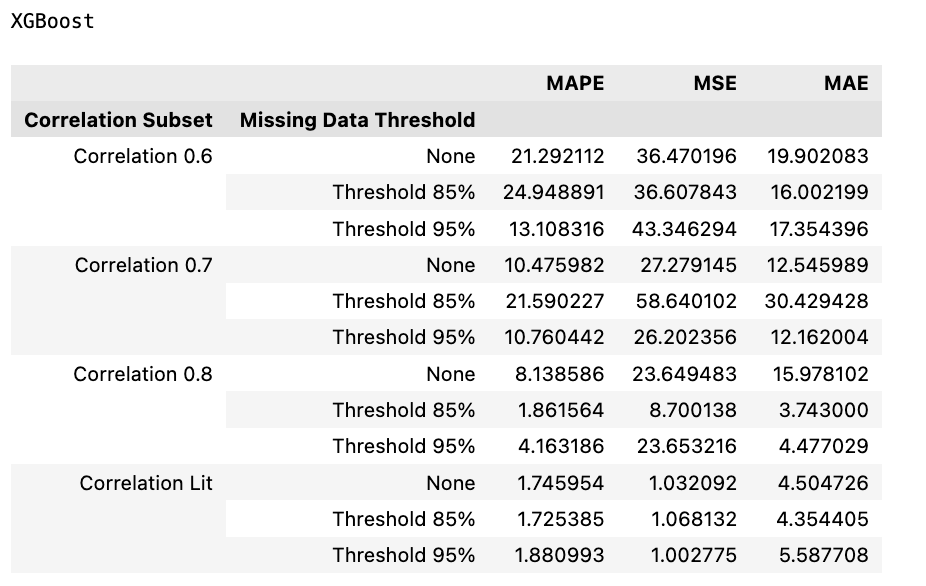 XGBoost
MAPE MSE MAE
Correlation Subset Missing Data Threshold
Correlation 0.6 None 21.292112 36.470196 19.902083
Threshold 85% 24.948891 36.607843 16.002199
Threshold 95% 13.108316 43.346294 17.354396
Correlation 0.7 None 10.475982 27.279145 12.545989
Threshold 85% 21.590227 58.640102 30.429428
Threshold 95% 10.760442 26.202356 12.162004
Correlation 0.8 None 8.138586 23.649483 15.978102
Threshold 85% 1.861564 8.700138 3.743000
Threshold 95% 4.163186 23.653216 4.477029
Correlation Lit None 1.745954 1.032092 4.504726
Threshold 85% 1.725385 1.068132 4.354405
Threshold 95% 1.880993 1.002775 5.587708